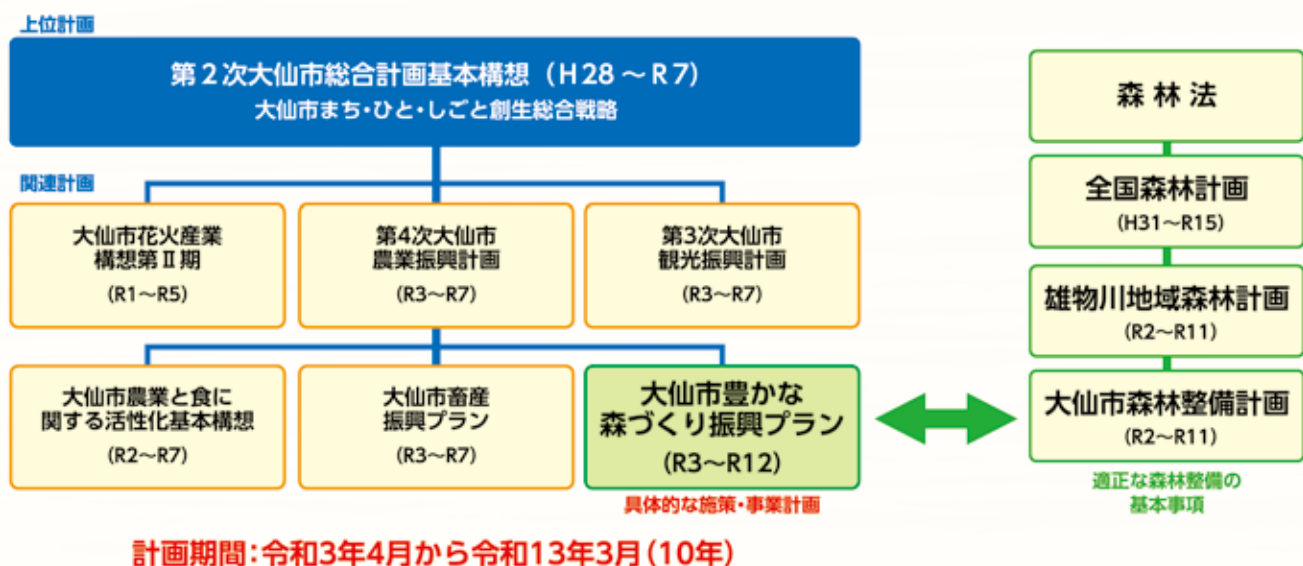 上位計画
第2次大仙市総合計画基本構想（H28～R7）
大仙市まち・ひと・しごと創生総合戦略
関連計画
大仙市花火産業
構想第Ⅱ期
(R1～R5)
第4次大仙市
農業振興計画
(R3～R7)
第3次大仙市
観光振興計画
(R3～R7)
大仙市農業と食に
関する活性化基本構想
(R2～R7)
大仙市畜産
振興プラン
(R3～R7)
大仙市豊かな
森づくり振興プラン
(R3～R12)
具体的な施策・事業計画
計画期間：令和3年4月から令和13年3月（10年）
森林法
全国森林計画
(H31～R15)
雄物川地域森林計画
(R2～R11)
大仙市森林整備計画
(R2～R11)
適正な森林整備の
基本事項